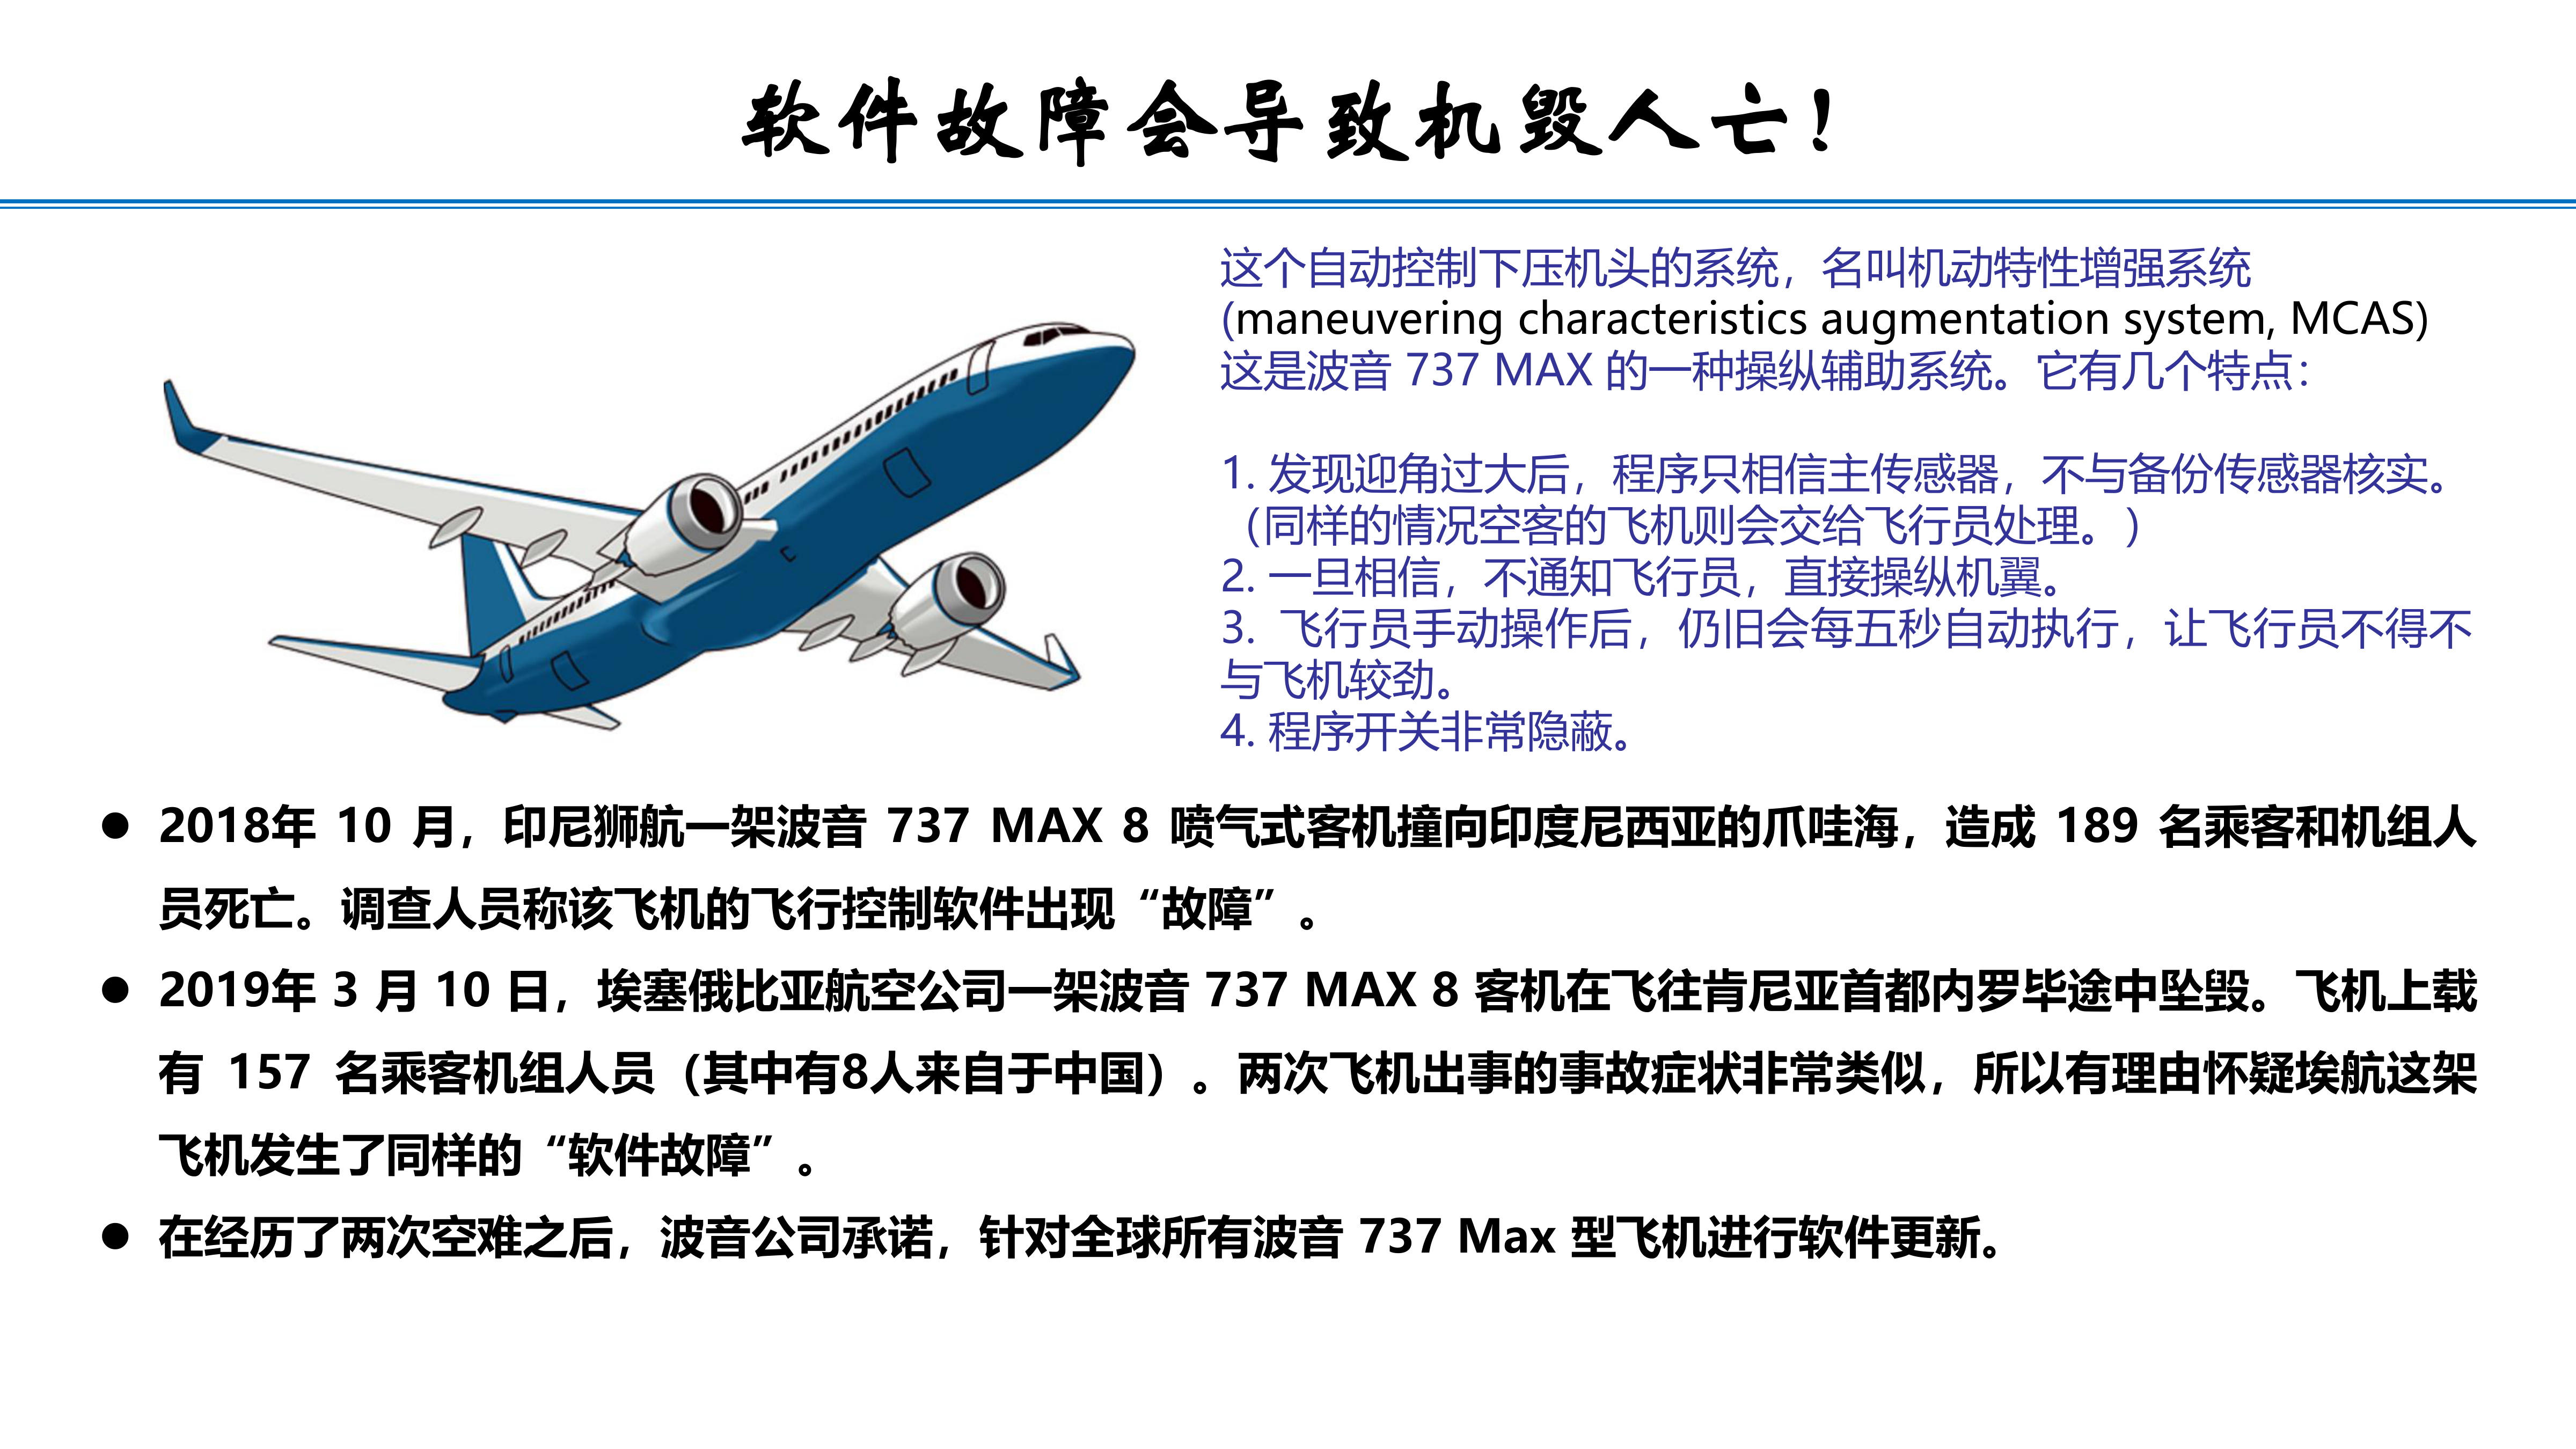 软件故障会导致机毁人亡！
这个自动控制下压机头的系统，名叫机动特性增强系统
(maneuvering characteristics augmentation system, MCAS)
这是波音 737 MAX 的一种操纵辅助系统。它有几个特点：
1. 发现迎角过大后，程序只相信主传感器，不与备份传感器核实。
（同样的情况空客的飞机则会交给飞行员处理。）
2. 一旦相信，不通知飞行员，直接操纵机翼。
3. 飞行员手动操作后，仍旧会每五秒自动执行，让飞行员不得不
与飞机较劲。
4. 程序开关非常隐蔽。
● 2018年 10 月，印尼狮航一架波音 737 MAX 8 喷气式客机撞向印度尼西亚的爪哇海，造成 189 名乘客和机组人
员死亡。调查人员称该飞机的飞行控制软件出现“故障”。
● 2019年 3 月 10 日，埃塞俄比亚航空公司一架波音 737 MAX 8 客机在飞往肯尼亚首都内罗毕途中坠毁。飞机上载
有 157 名乘客机组人员（其中有8人来自于中国）。两次飞机出事的事故症状非常类似，所以有理由怀疑埃航这架
飞机发生了同样的“软件故障”。
● 在经历了两次空难之后，波音公司承诺，针对全球所有波音 737 Max 型飞机进行软件更新。